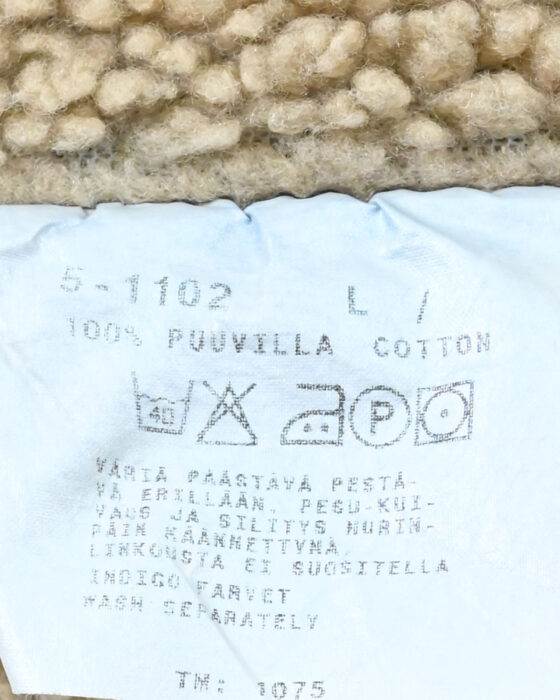 5-1102 L /
100% PUUVILLA COTTON
40 P
VÄRIÄ PÄÄSTÄVÄ PESTÄ-
VÄ ERILLÄÄN, PESU-KUI-
VAUS JA SILITYS NURIN-
PÄIN KÄÄNNETTYNÄ
LINKOUSTA EI SUOSITELLA
INDIGO FARVET
WASH SEPARATELY
TM: 1075